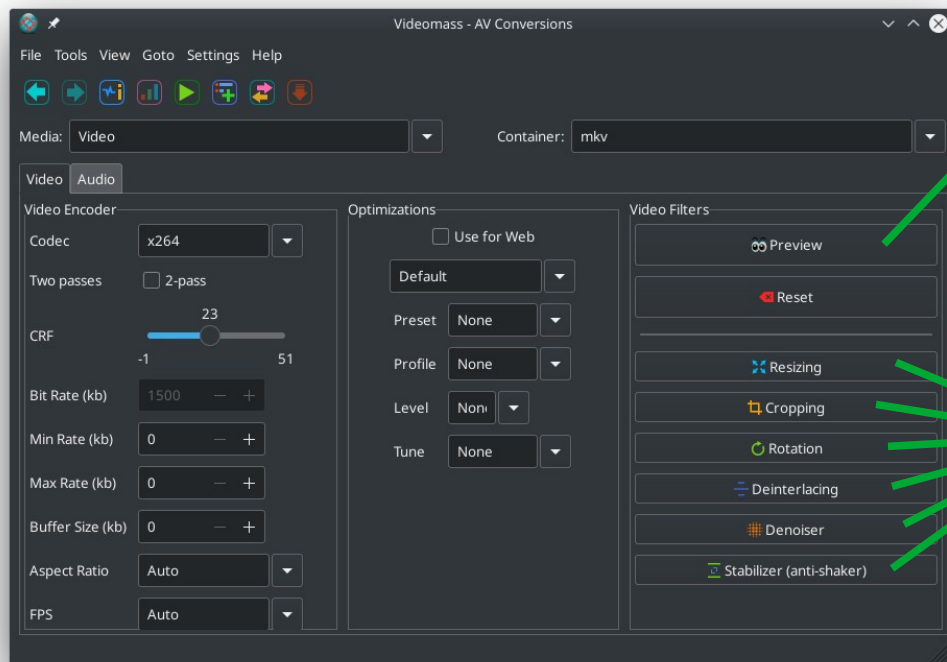 Videomass - AV Conversions
File Tools View Goto Settings Help
Media: Video Container: mkv
Video Audio
Video Encoder
Codec x264
Two passes 2-pass
23
CRF
-1 51
Bit Rate (kb) 1500 − +
Min Rate (kb) 0 − +
Max Rate (kb) 0 − +
Buffer Size (kb) 0 − +
Aspect Ratio Auto
FPS Auto
Optimizations
Use for Web
Default
Preset None
Profile None
Level Non
Tune None
Video Filters
Preview
Reset
Resizing
Cropping
Rotation
Deinterlacing
Denoiser
Stabilizer (anti-shaker)